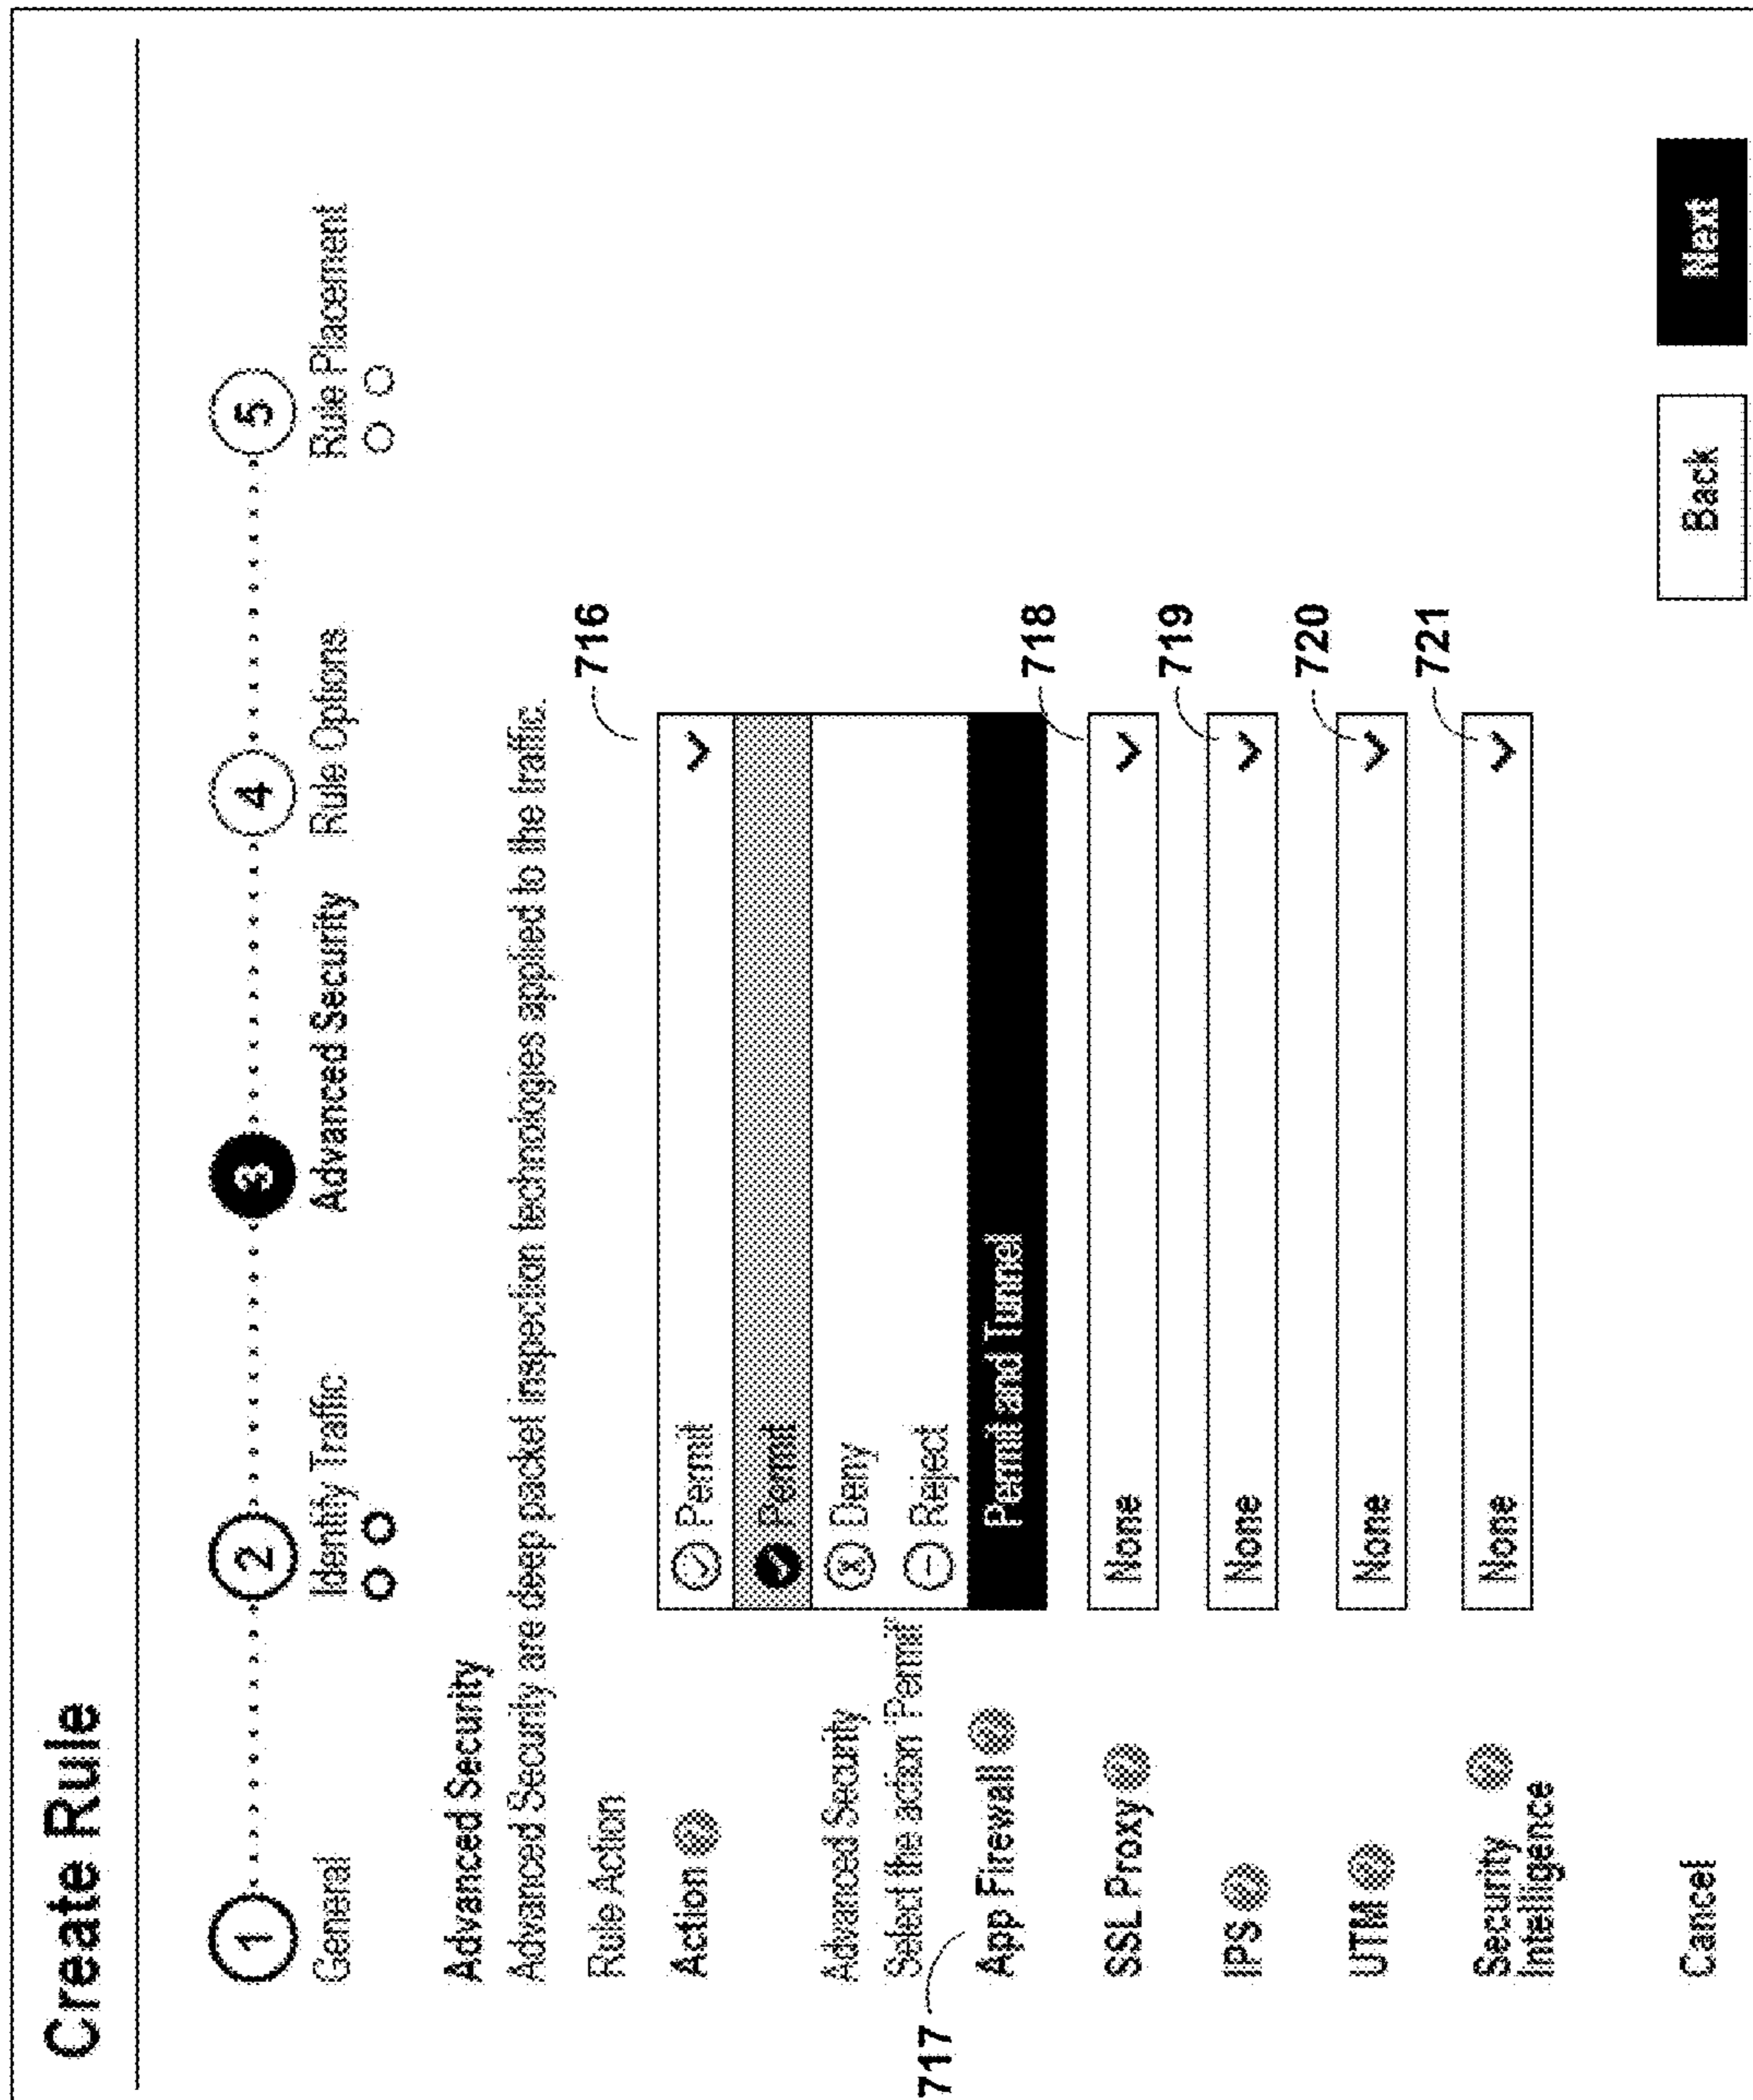 Create Rule
1 2 3 4 5
General Identity Traffic Advanced Security Rule Options Rule Placement
Advanced Security
Advanced Security are deep packet inspection technologies applied to the traffic.
Rule Action
716
Action Permit
Permit
Advanced Security Deny
Select the action "Permit" Reject
717
App Firewall Permit and Tunnel
718
SSL Proxy None
719
IPS None
720
UTM None
721
Security None
Intelligence
Cancel Back Next